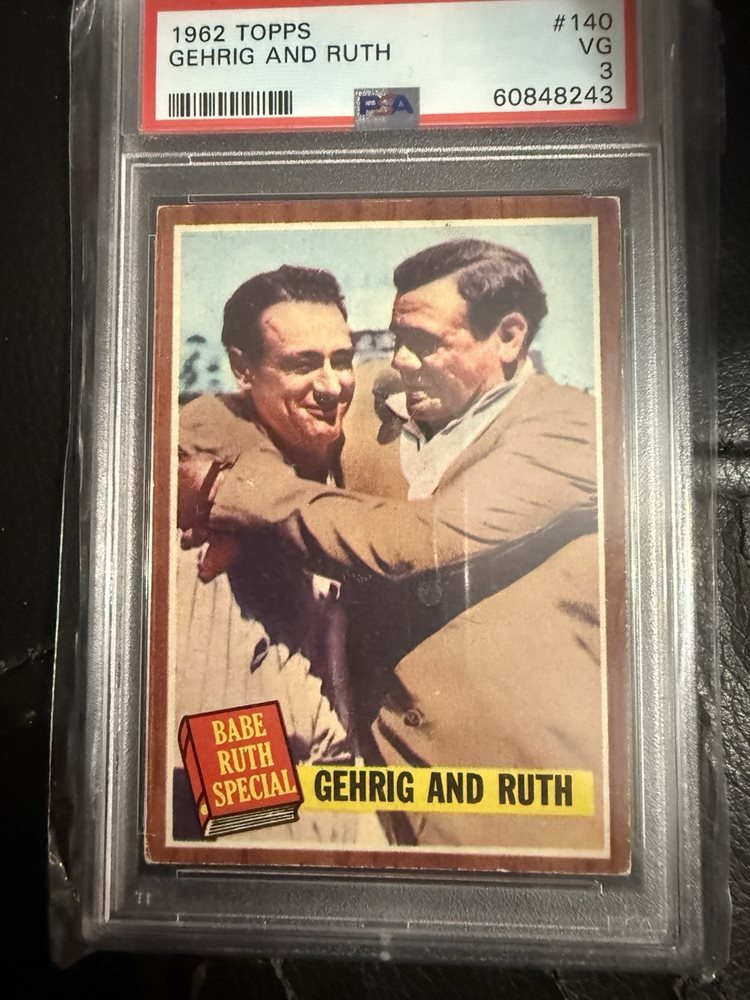 1962 TOPPS
#140
GEHRIG AND RUTH
VG
3
PSA
60848243
BABE
RUTH
SPECIAL
GEHRIG AND RUTH